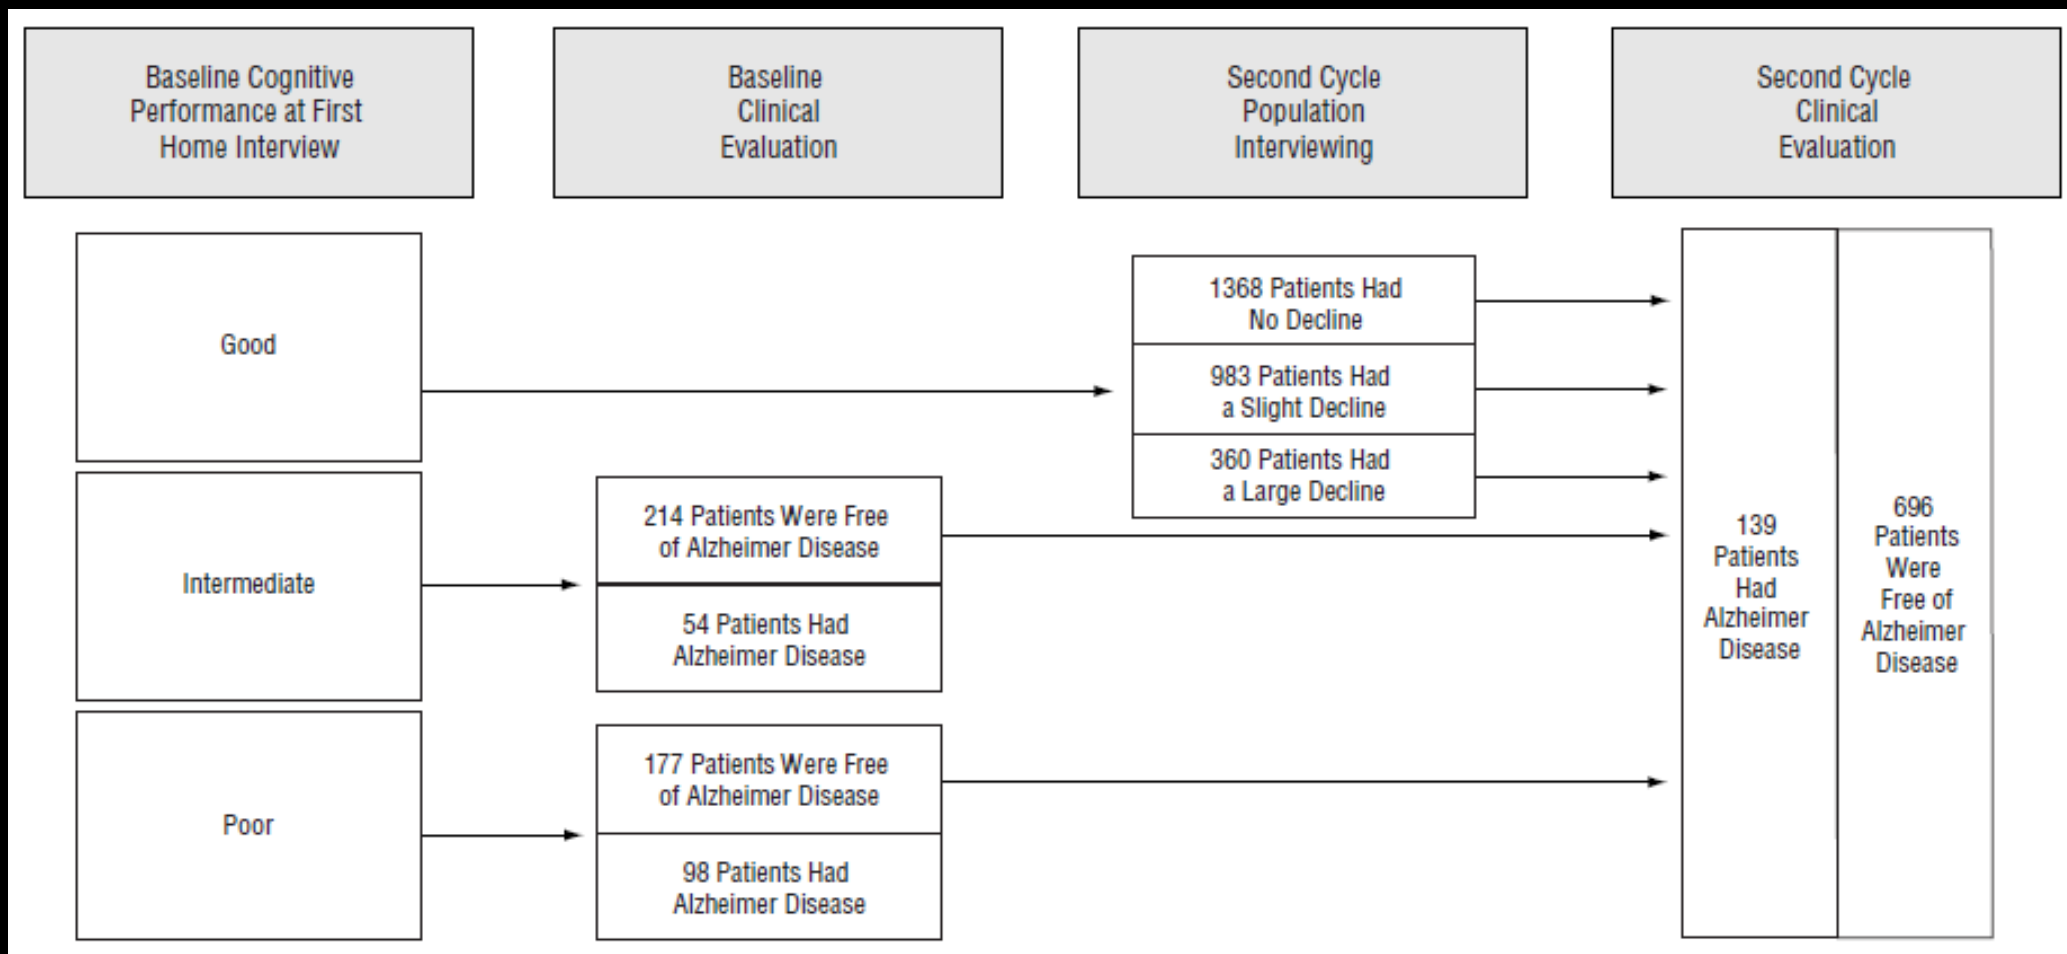 Baseline Cognitive
Performance at First
Home Interview
Baseline
Clinical
Evaluation
Second Cycle
Population
Interviewing
Second Cycle
Clinical
Evaluation
Good
1368 Patients Had
No Decline
983 Patients Had
a Slight Decline
360 Patients Had
a Large Decline
Intermediate
214 Patients Were Free
of Alzheimer Disease
54 Patients Had
Alzheimer Disease
Poor
177 Patients Were Free
of Alzheimer Disease
98 Patients Had
Alzheimer Disease
139
Patients
Had
Alzheimer
Disease
696
Patients
Were
Free of
Alzheimer
Disease